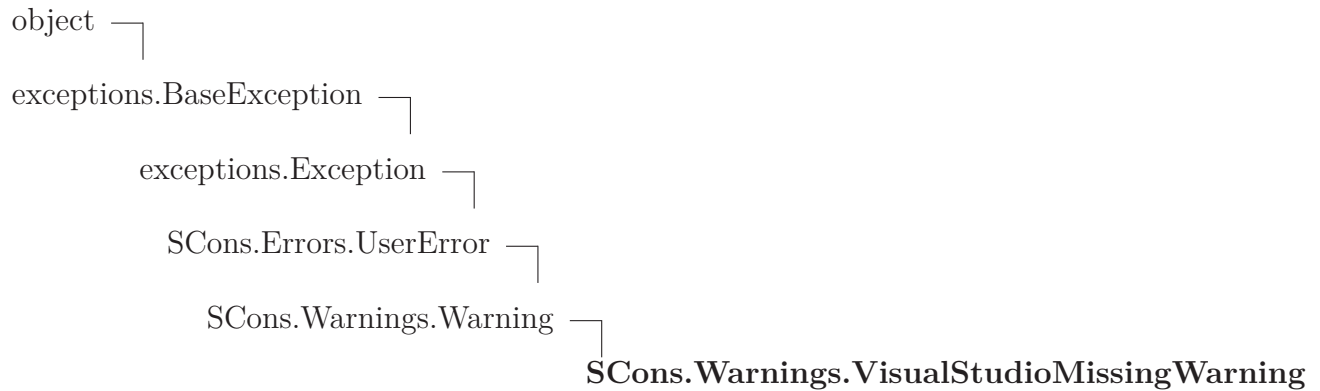 object
exceptions.BaseException
exceptions.Exception
SCons.Errors.UserError
SCons.Warnings.Warning
SCons.Warnings.VisualStudioMissingWarning